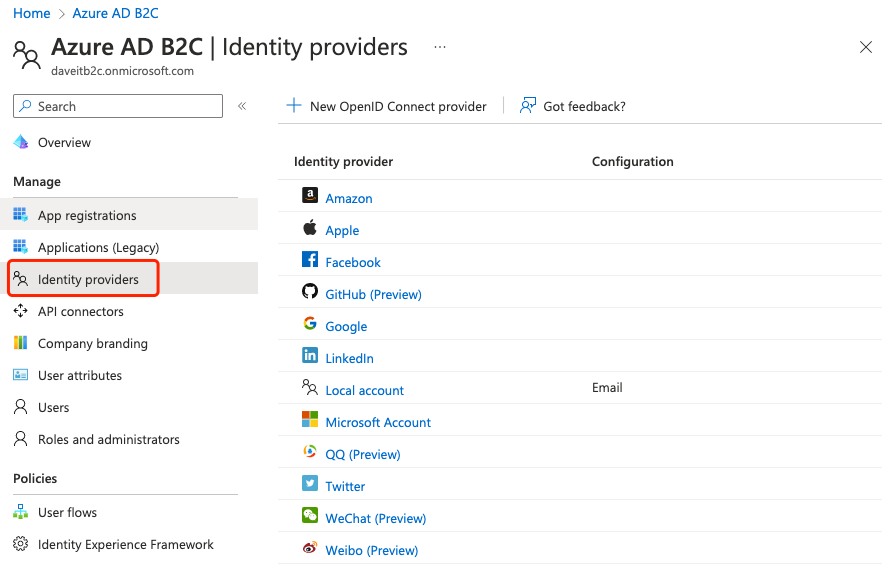 Home > Azure AD B2C
Azure AD B2C | Identity providers ...
daveitb2c.onmicrosoft.com
Search «
Overview
Manage
App registrations
Applications (Legacy)
Identity providers
API connectors
Company branding
User attributes
Users
Roles and administrators
Policies
User flows
Identity Experience Framework
New OpenID Connect provider Got feedback?
Identity provider Configuration
a Amazon
Apple
f Facebook
GitHub (Preview)
G Google
in LinkedIn
Local account Email
Microsoft Account
QQ (Preview)
Twitter
WeChat (Preview)
Weibo (Preview)